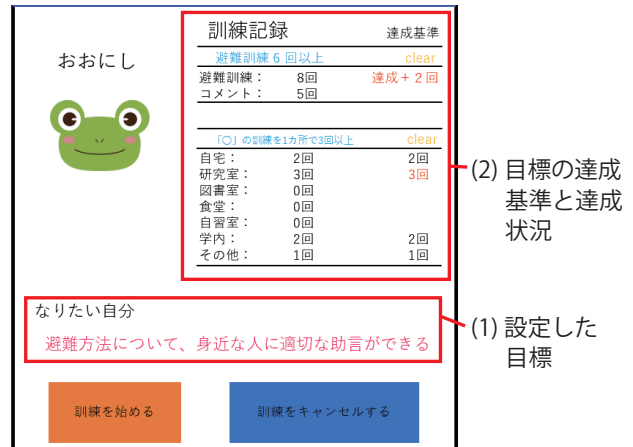 おおにし
訓練記録 達成基準
避難訓練 6 回以上 clear
避難訓練： 8回 達成＋２回
コメント： 5回
「〇」の訓練を1カ所で3回以上 clear
自宅： 2回 2回
研究室： 3回 3回
図書室： 0回
食堂： 0回
自習室： 0回
学内： 2回 2回
その他： 1回 1回
(2) 目標の達成
基準と達成
状況
なりたい自分
避難方法について、身近な人に適切な助言ができる
(1) 設定した
目標
訓練を始める
訓練をキャンセルする